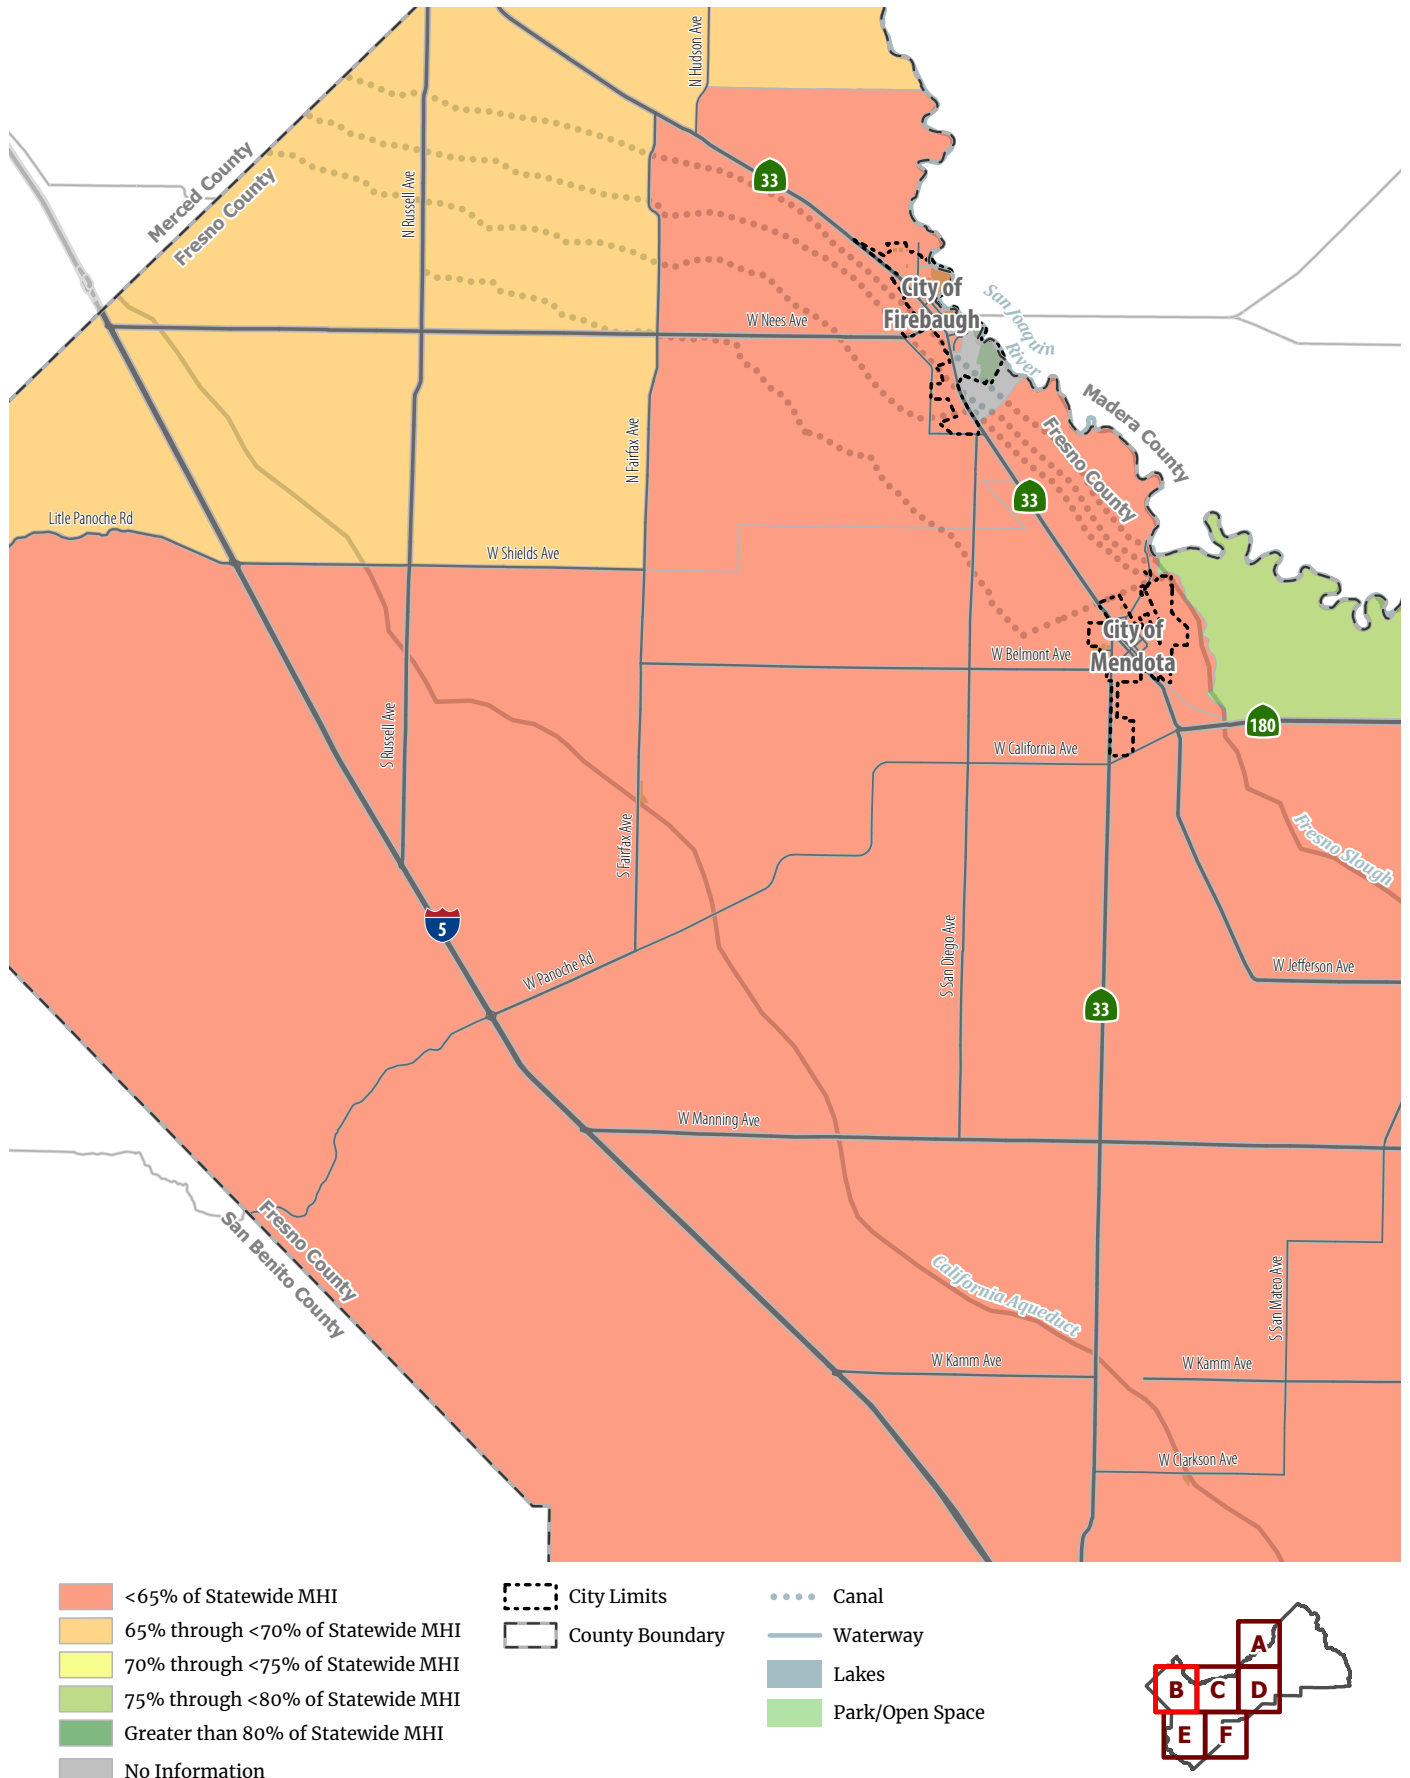 N Hudson Ave
Merced County
Fresno County
N Russell Ave
33
City of
Firebaugh
San Joaquin
River
W Nees Ave
Madera County
Fresno County
N Fairfax Ave
33
Litle Panoche Rd
W Shields Ave
City of
Mendota
W Belmont Ave
S Russell Ave
180
W California Ave
S Fairfax Ave
Fresno Slough
5
S San Diego Ave
W Panoche Rd
W Jefferson Ave
33
W Manning Ave
Fresno County
San Benito County
California Aqueduct
S San Mateo Ave
W Kamm Ave
W Kamm Ave
W Clarkson Ave
<65% of Statewide MHI
65% through <70% of Statewide MHI
70% through <75% of Statewide MHI
75% through <80% of Statewide MHI
Greater than 80% of Statewide MHI
No Information
City Limits
County Boundary
Canal
Waterway
Lakes
Park/Open Space
A
B C D
E F